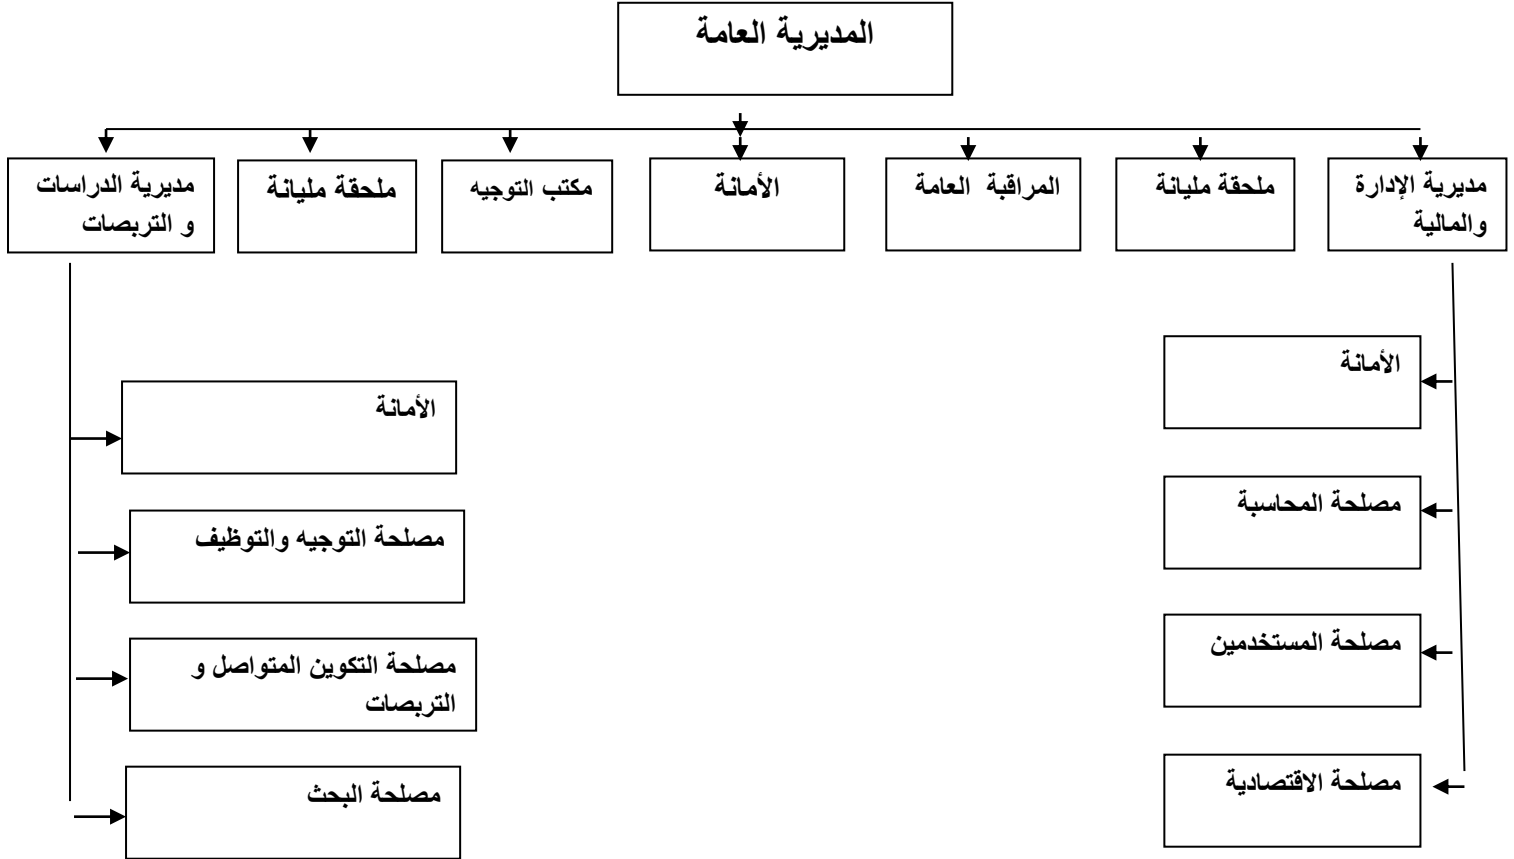 المديرية العامة
مديرية الإدارة
والمالية
ملحقة مليانة
المراقبة العامة
الأمانة
مكتب التوجيه
ملحقة مليانة
مديرية الدراسات
و التربصات
الأمانة
مصلحة المحاسبة
مصلحة المستخدمين
مصلحة الاقتصادية
الأمانة
مصلحة التوجيه والتوظيف
مصلحة التكوين المتواصل و
التربصات
مصلحة البحث